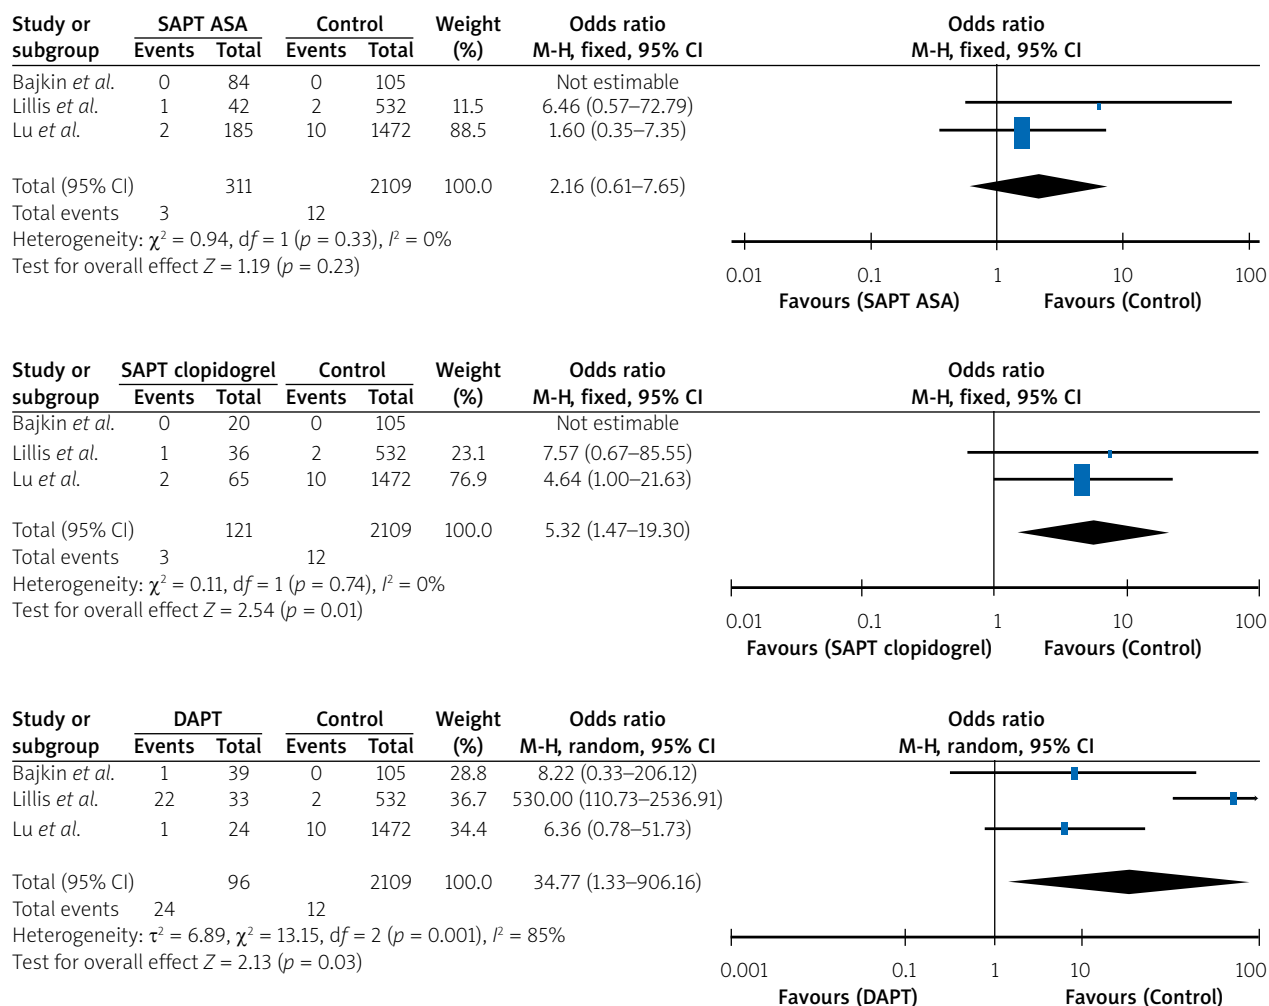 Study or SAPT ASA Control Weight Odds ratio Odds ratio
subgroup Events Total Events Total (%) M-H, fixed, 95% CI M-H, fixed, 95% CI
Bajkin et al. 0 84 0 105 Not estimable
Lillis et al. 1 42 2 532 11.5 6.46 (0.57–72.79)
Lu et al. 2 185 10 1472 88.5 1.60 (0.35–7.35)
Total (95% CI) 311 2109 100.0 2.16 (0.61–7.65)
Total events 3 12
Heterogeneity: χ² = 0.94, df = 1 (p = 0.33), I² = 0%
Test for overall effect Z = 1.19 (p = 0.23)
0.01 0.1 1 10 100
Favours (SAPT ASA) Favours (Control)
Study or SAPT clopidogrel Control Weight Odds ratio Odds ratio
subgroup Events Total Events Total (%) M-H, fixed, 95% CI M-H, fixed, 95% CI
Bajkin et al. 0 20 0 105 Not estimable
Lillis et al. 1 36 2 532 23.1 7.57 (0.67–85.55)
Lu et al. 2 65 10 1472 76.9 4.64 (1.00–21.63)
Total (95% CI) 121 2109 100.0 5.32 (1.47–19.30)
Total events 3 12
Heterogeneity: χ² = 0.11, df = 1 (p = 0.74), I² = 0%
Test for overall effect Z = 2.54 (p = 0.01)
0.01 0.1 1 10 100
Favours (SAPT clopidogrel) Favours (Control)
Study or DAPT Control Weight Odds ratio Odds ratio
subgroup Events Total Events Total (%) M-H, random, 95% CI M-H, random, 95% CI
Bajkin et al. 1 39 0 105 28.8 8.22 (0.33–206.12)
Lillis et al. 22 33 2 532 36.7 530.00 (110.73–2536.91)
Lu et al. 1 24 10 1472 34.4 6.36 (0.78–51.73)
Total (95% CI) 96 2109 100.0 34.77 (1.33–906.16)
Total events 24 12
Heterogeneity: τ² = 6.89, χ² = 13.15, df = 2 (p = 0.001), I² = 85%
Test for overall effect Z = 2.13 (p = 0.03)
0.001 0.1 1 10 100
Favours (DAPT) Favours (Control)